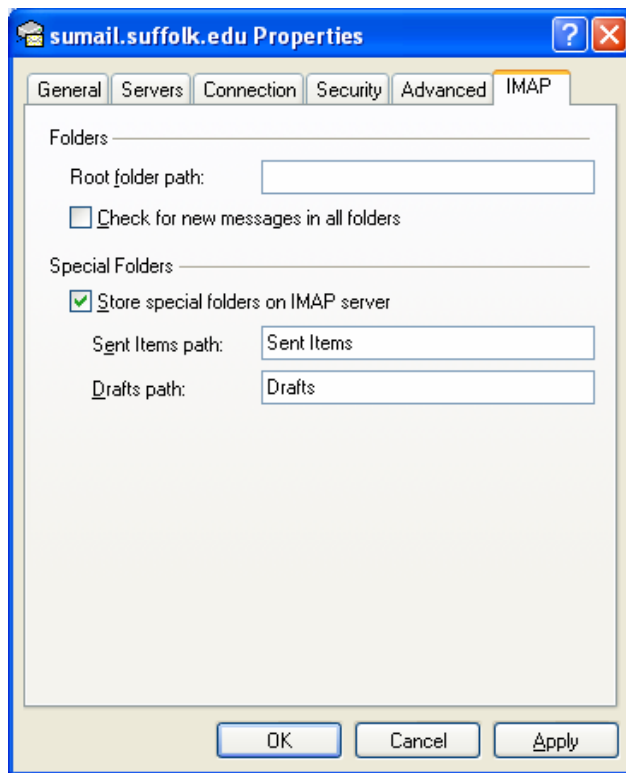 sumail.suffolk.edu Properties
General Servers Connection Security Advanced IMAP
Folders
Root folder path:
Check for new messages in all folders
Special Folders
Store special folders on IMAP server
Sent Items path: Sent Items
Drafts path: Drafts
OK Cancel Apply